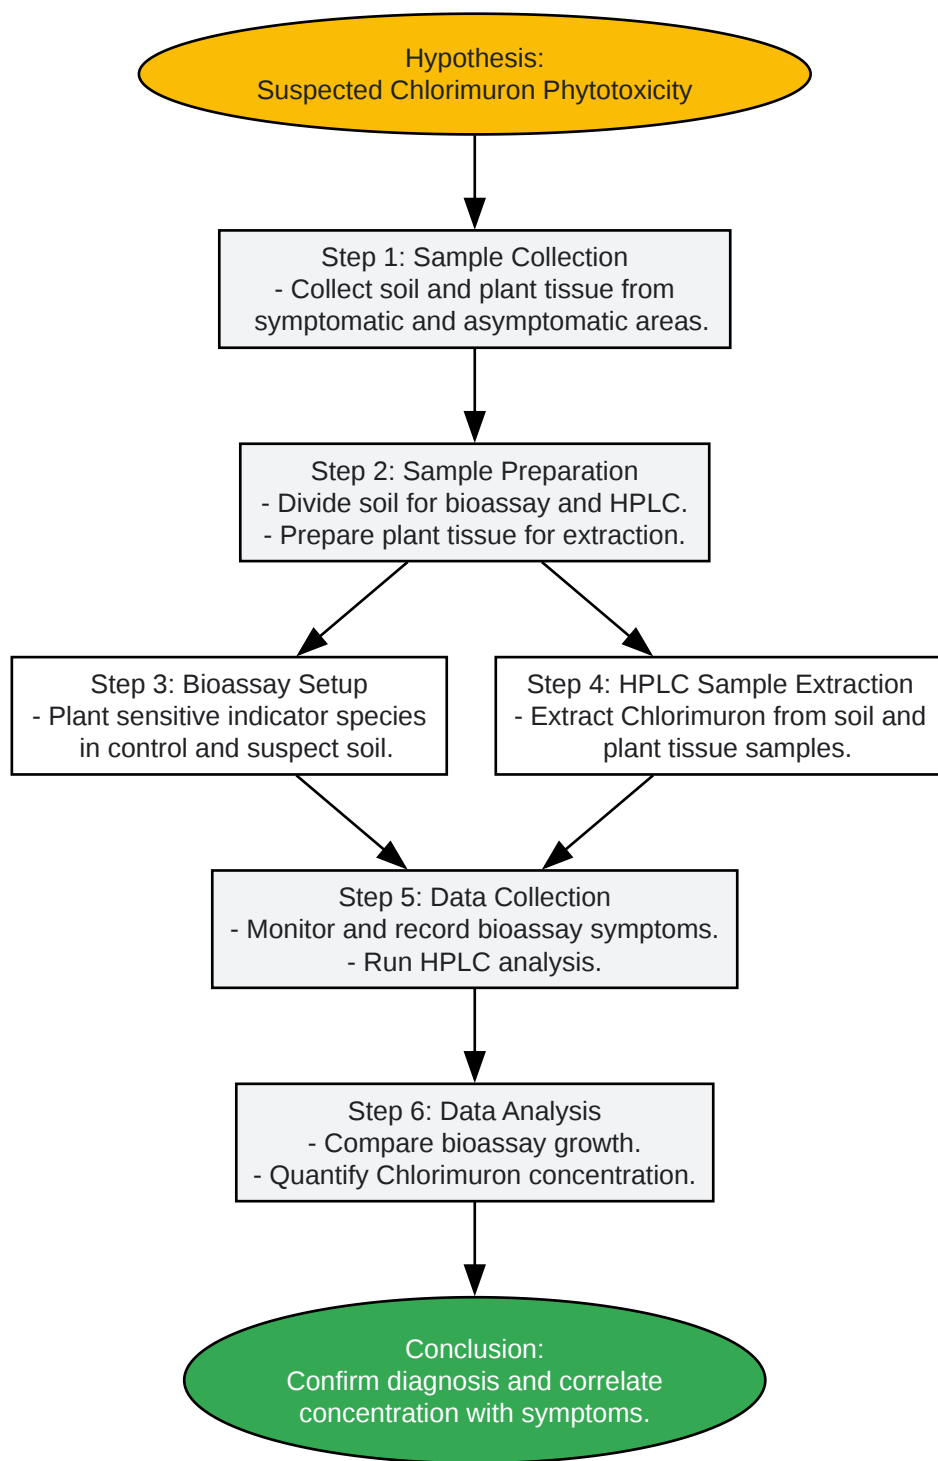 Hypothesis:
Suspected Chlorimuron Phytotoxicity
Step 1: Sample Collection
- Collect soil and plant tissue from
symptomatic and asymptomatic areas.
Step 2: Sample Preparation
- Divide soil for bioassay and HPLC.
- Prepare plant tissue for extraction.
Step 3: Bioassay Setup
- Plant sensitive indicator species
in control and suspect soil.
Step 4: HPLC Sample Extraction
- Extract Chlorimuron from soil and
plant tissue samples.
Step 5: Data Collection
- Monitor and record bioassay symptoms.
- Run HPLC analysis.
Step 6: Data Analysis
- Compare bioassay growth.
- Quantify Chlorimuron concentration.
Conclusion:
Confirm diagnosis and correlate
concentration with symptoms.